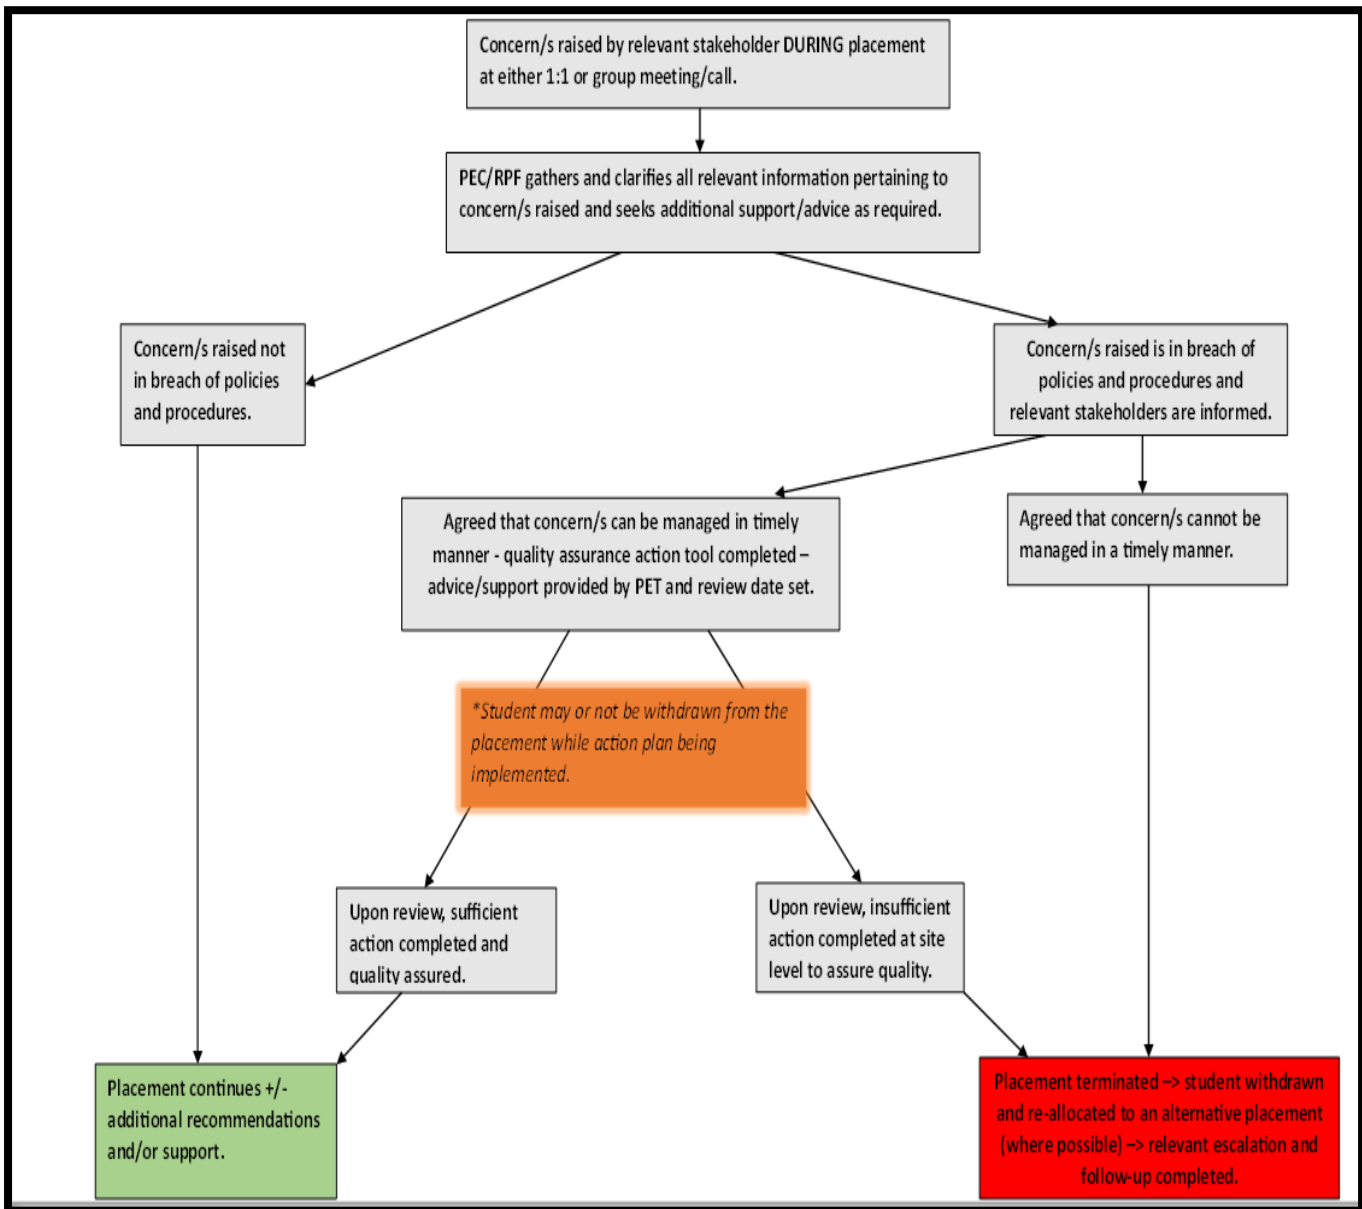 Concern/s raised by relevant stakeholder DURING placement
at either 1:1 or group meeting/call.
PEC/RPF gathers and clarifies all relevant information pertaining to
concern/s raised and seeks additional support/advice as required.
Concern/s raised not
in breach of policies
and procedures.
Concern/s raised is in breach of
policies and procedures and
relevant stakeholders are informed.
Agreed that concern/s can be managed in timely
manner - quality assurance action tool completed –
advice/support provided by PET and review date set.
Agreed that concern/s cannot be
managed in a timely manner.
*Student may or not be withdrawn from the
placement while action plan being
implemented.
Upon review, sufficient
action completed and
quality assured.
Upon review, insufficient
action completed at site
level to assure quality.
Placement continues +/-
additional recommendations
and/or support.
Placement terminated –> student withdrawn
and re-allocated to an alternative placement
(where possible) –> relevant escalation and
follow-up completed.